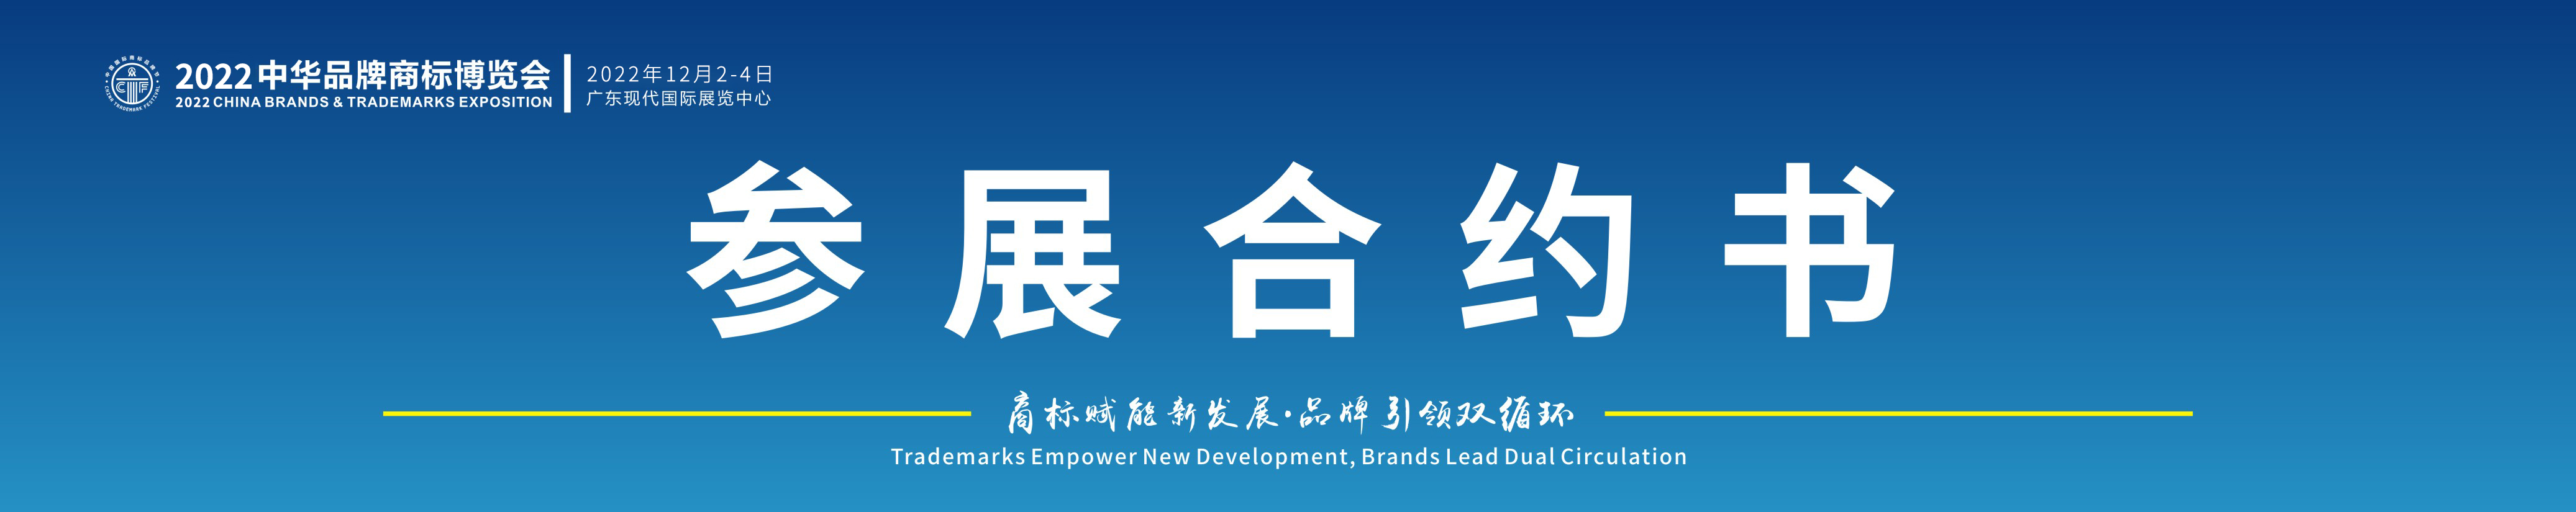 2022中华品牌商标博览会
2022 CHINA BRANDS & TRADEMARKS EXPOSITION
2022年12月2-4日
广东现代国际展览中心
参展合约书
商标赋能新发展·品牌引领双循环
Trademarks Empower New Development, Brands Lead Dual Circulation